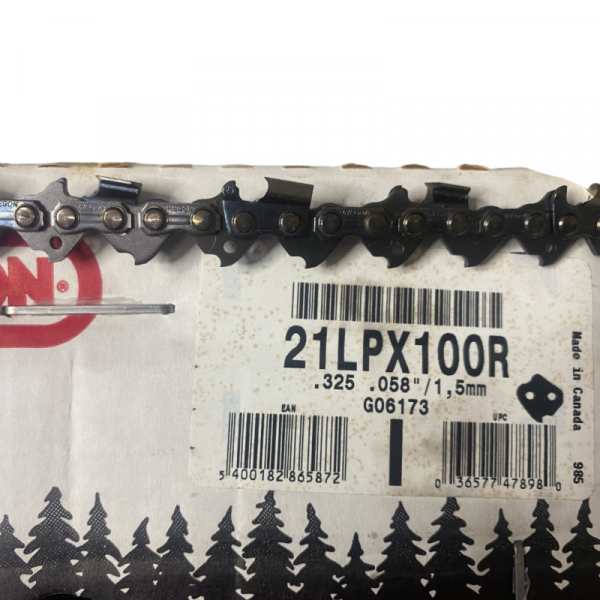 ON®
21LPX100R
.325 .058"/1,5mm
G06173
EAN
UPC
5 400182 865872
0 36577 47898 0
Made in Canada 985